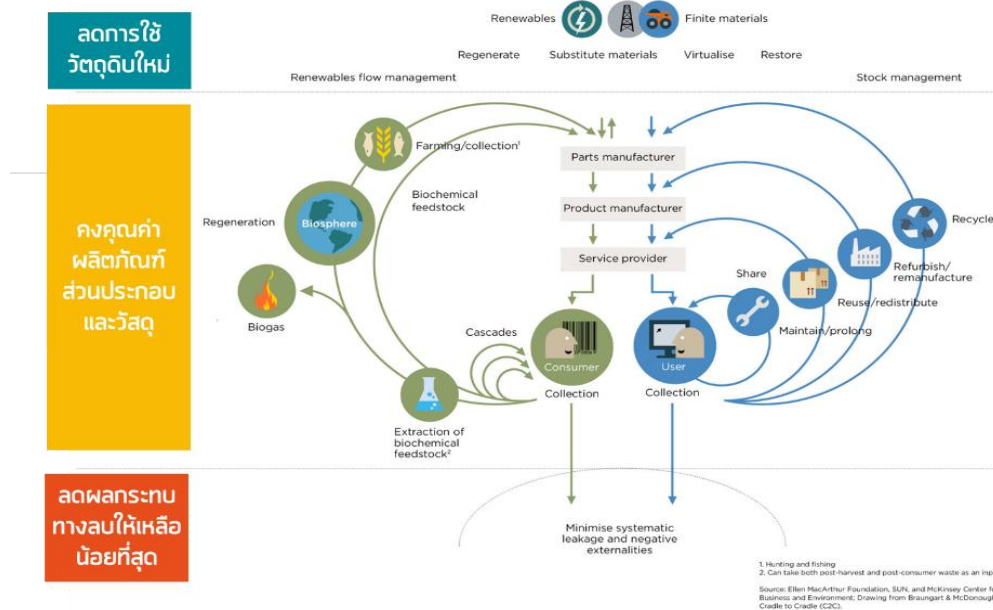 ลดการใช้
วัตถุดิบใหม่
Renewables
Finite materials
Regenerate
Substitute materials
Virtualise
Restore
Renewables flow management
Stock management
คงคุณค่า
ผลิตภัณฑ์
ส่วนประกอบ
และวัสดุ
Farming/collection¹
Biochemical
feedstock
Regeneration
Biosphere
Biogas
Cascades
Extraction of
biochemical
feedstock²
Parts manufacturer
Product manufacturer
Service provider
Consumer
Collection
User
Collection
Share
Maintain/prolong
Reuse/redistribute
Refurbish/
remanufacture
Recycle
ลดผลกระทบ
ทางลบให้เหลือ
น้อยที่สุด
Minimise systematic
leakage and negative
externalities
1. Hunting and fishing
2. Can take both post-harvest and post-consumer waste as an
Source: Ellen MacArthur Foundation, SUN, and McKinsey Center
Business and Environment; Drawing from Braungart &
Cradle to Cradle (C2C).